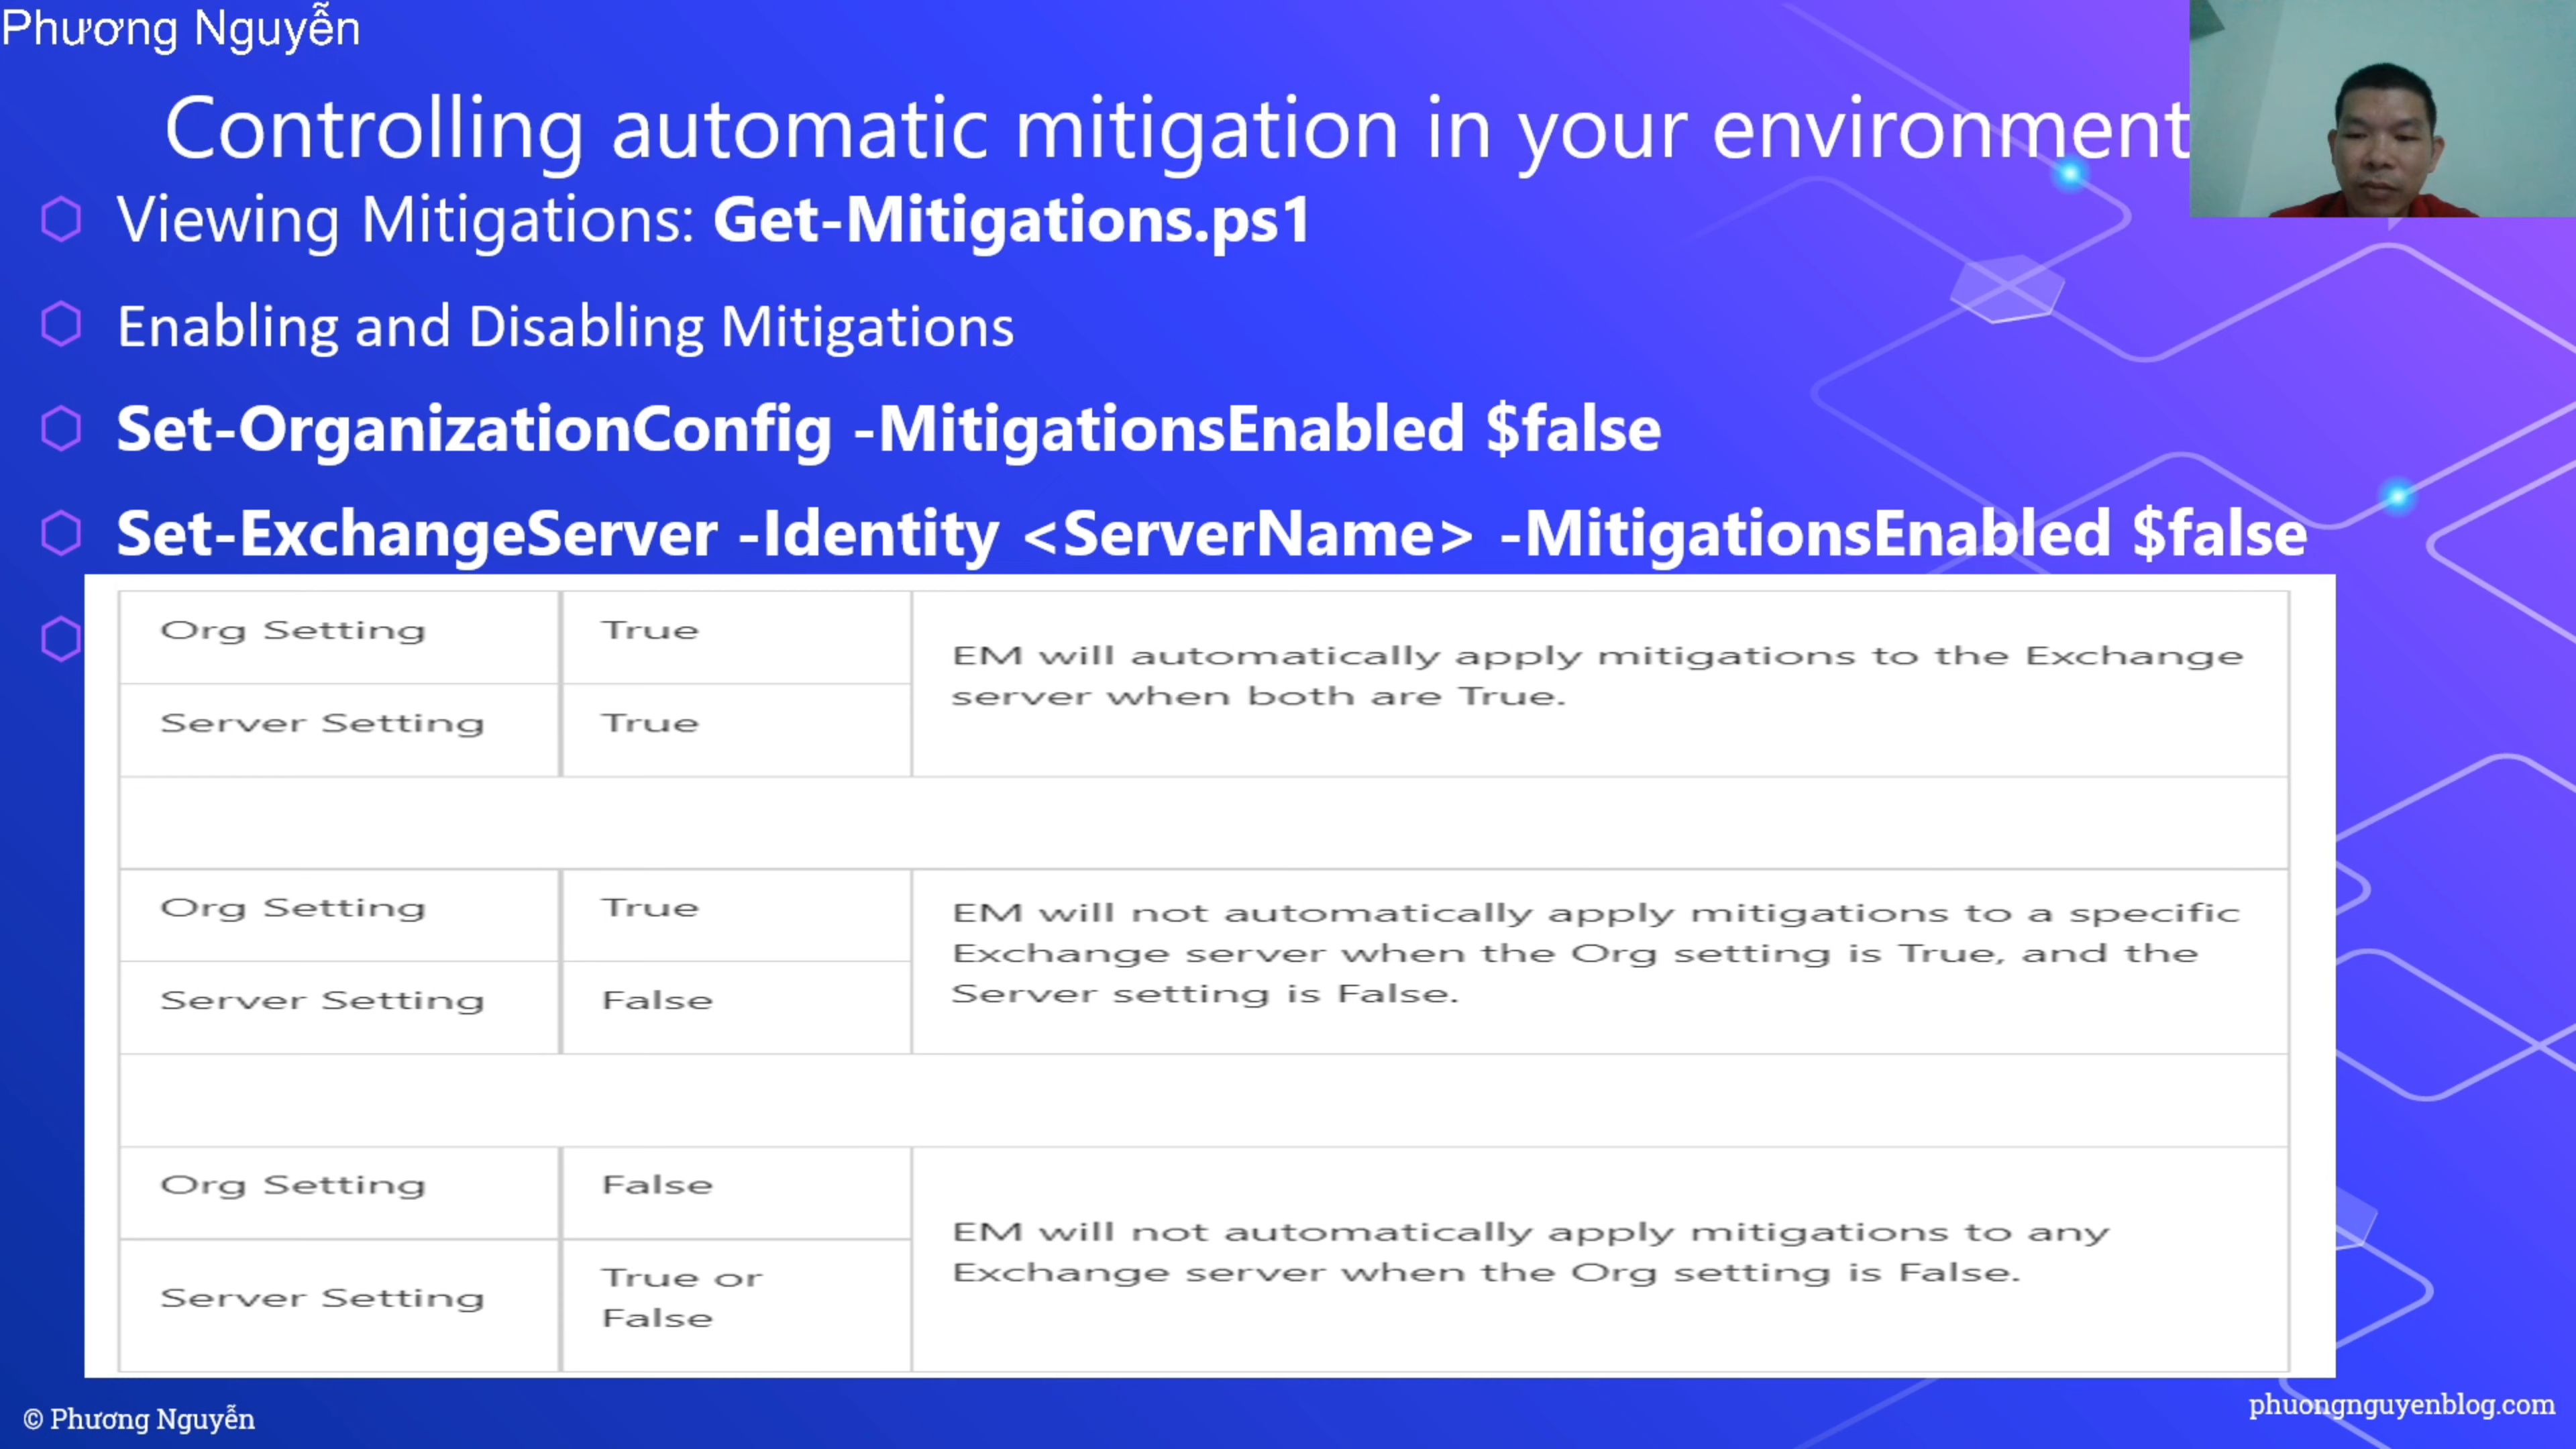 Phương Nguyễn
Controlling automatic mitigation in your environment
Viewing Mitigations: Get-Mitigations.ps1
Enabling and Disabling Mitigations
Set-OrganizationConfig -MitigationsEnabled $false
Set-ExchangeServer -Identity <ServerName> -MitigationsEnabled $false
Org Setting
True
EM will automatically apply mitigations to the Exchange
server when both are True.
Server Setting
True
Org Setting
True
EM will not automatically apply mitigations to a specific
Exchange server when the Org setting is True, and the
Server setting is False.
Server Setting
False
Org Setting
False
EM will not automatically apply mitigations to any
Exchange server when the Org setting is False.
Server Setting
True or
False
© Phương Nguyễn
phuongnguyenblog.com